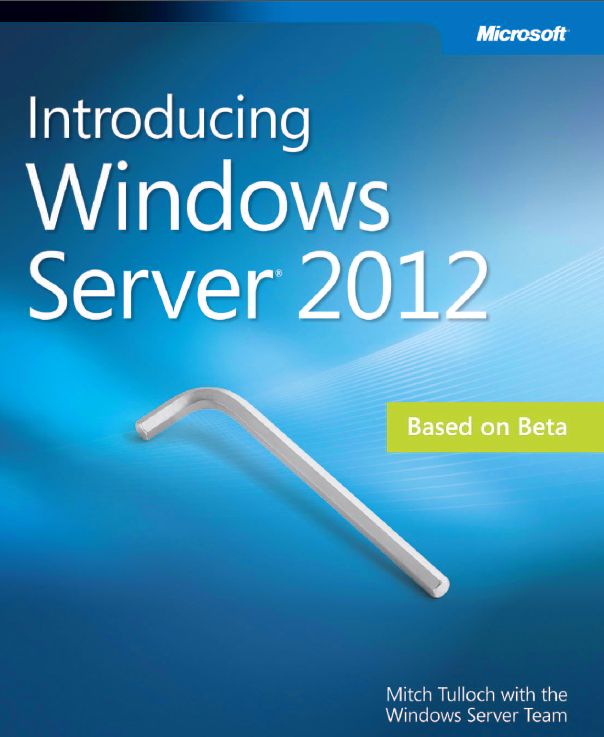 Microsoft
Introducing
Windows
Server® 2012
Based on Beta
Mitch Tulloch with the
Windows Server Team